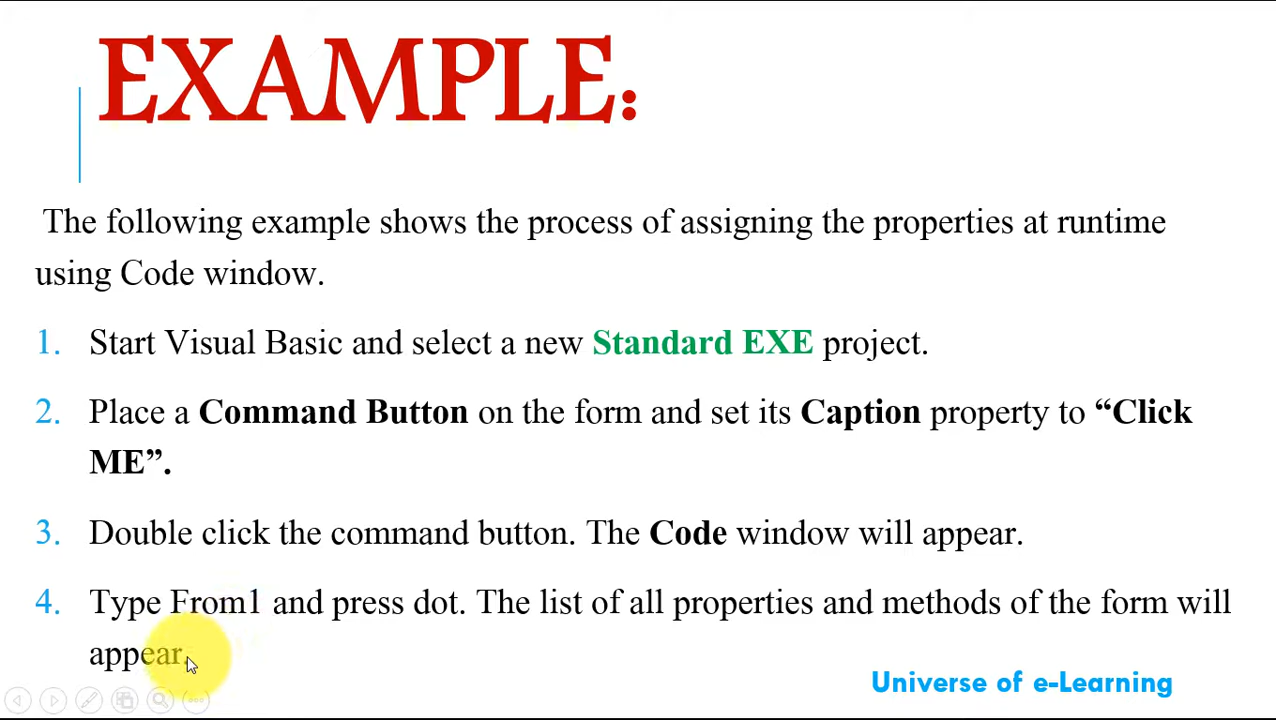 EXAMPLE:
The following example shows the process of assigning the properties at runtime
using Code window.
1. Start Visual Basic and select a new Standard EXE project.
2. Place a Command Button on the form and set its Caption property to “Click
ME”.
3. Double click the command button. The Code window will appear.
4. Type From1 and press dot. The list of all properties and methods of the form will
appear.
Universe of e-Learning